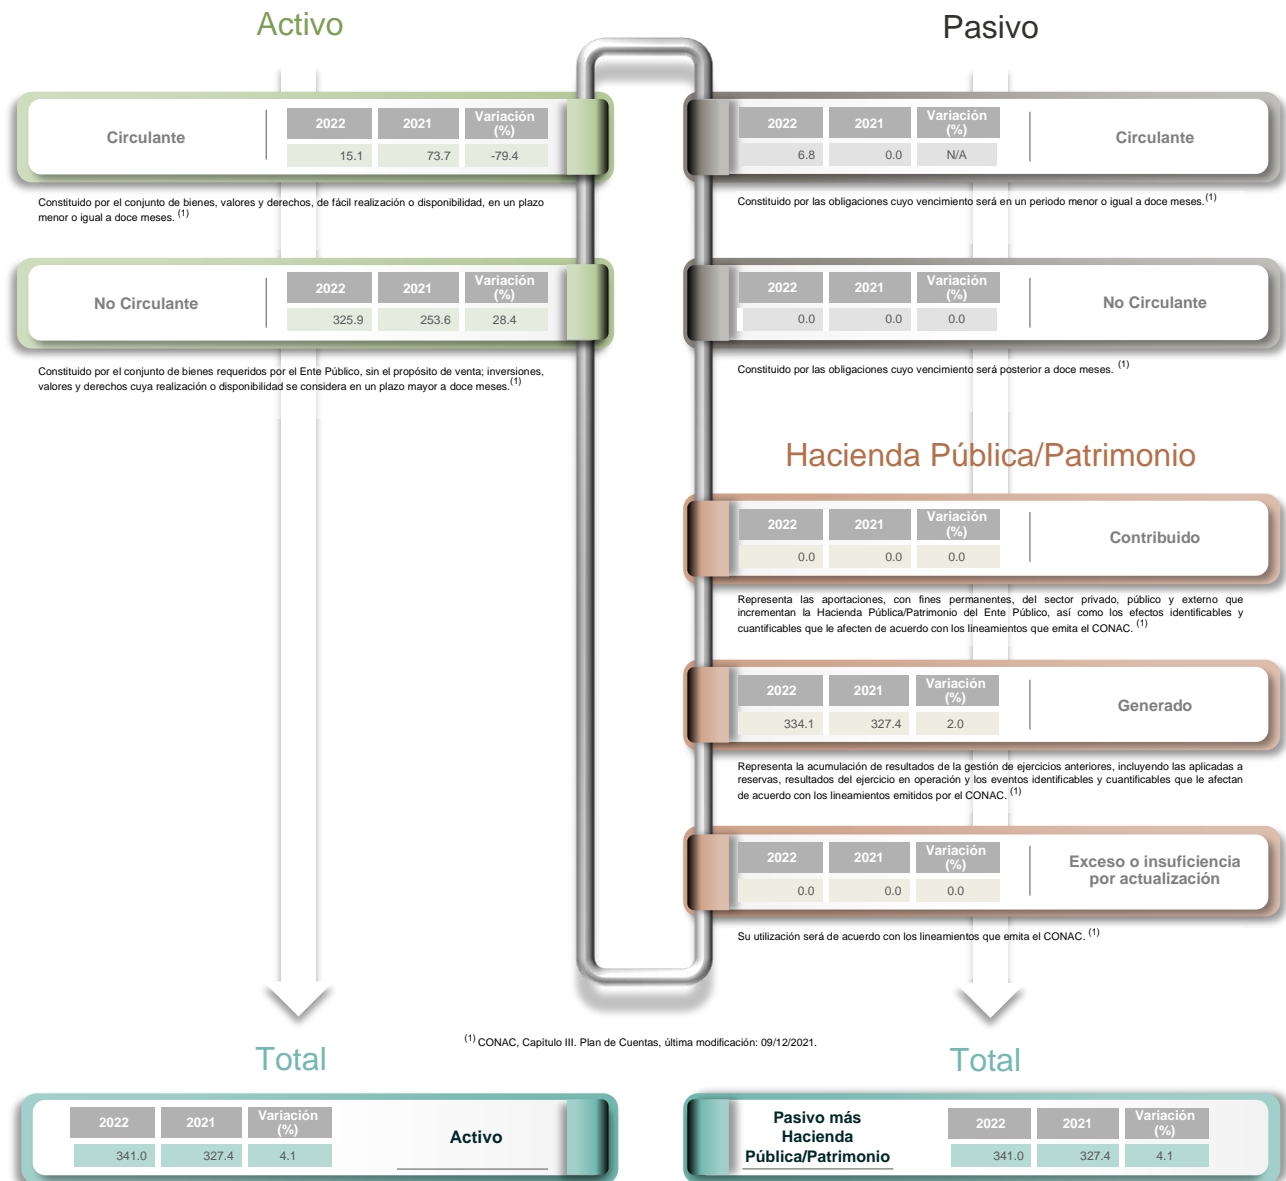 Activo
Circulante
2022 2021 Variación (%)
15.1 73.7 -79.4
Constituido por el conjunto de bienes, valores y derechos, de fácil realización o disponibilidad, en un plazo
menor o igual a doce meses. (1)
No Circulante
2022 2021 Variación (%)
325.9 253.6 28.4
Constituido por el conjunto de bienes requeridos por el Ente Público, sin el propósito de venta; inversiones,
valores y derechos cuya realización o disponibilidad se considera en un plazo mayor a doce meses.(1)
Pasivo
2022 2021 Variación (%)
6.8 0.0 N/A
Circulante
Constituido por las obligaciones cuyo vencimiento será en un periodo menor o igual a doce meses.(1)
2022 2021 Variación (%)
0.0 0.0 0.0
No Circulante
Constituido por las obligaciones cuyo vencimiento será posterior a doce meses. (1)
Hacienda Pública/Patrimonio
2022 2021 Variación (%)
0.0 0.0 0.0
Contribuido
Representa las aportaciones, con fines permanentes, del sector privado, público y externo que
incrementan la Hacienda Pública/Patrimonio del Ente Público, así como los efectos identificables y
cuantificables que le afecten de acuerdo con los lineamientos que emita el CONAC. (1)
2022 2021 Variación (%)
334.1 327.4 2.0
Generado
Representa la acumulación de resultados de la gestión de ejercicios anteriores, incluyendo las aplicadas a
reservas, resultados del ejercicio en operación y los eventos identificables y cuantificables que le afectan
de acuerdo con los lineamientos emitidos por el CONAC. (1)
2022 2021 Variación (%)
0.0 0.0 0.0
Exceso o insuficiencia
por actualización
Su utilización será de acuerdo con los lineamientos que emita el CONAC. (1)
(1) CONAC, Capítulo III. Plan de Cuentas, última modificación: 09/12/2021.
Total
2022 2021 Variación (%)
341.0 327.4 4.1
Activo
Total
Pasivo más
Hacienda
Pública/Patrimonio
2022 2021 Variación (%)
341.0 327.4 4.1